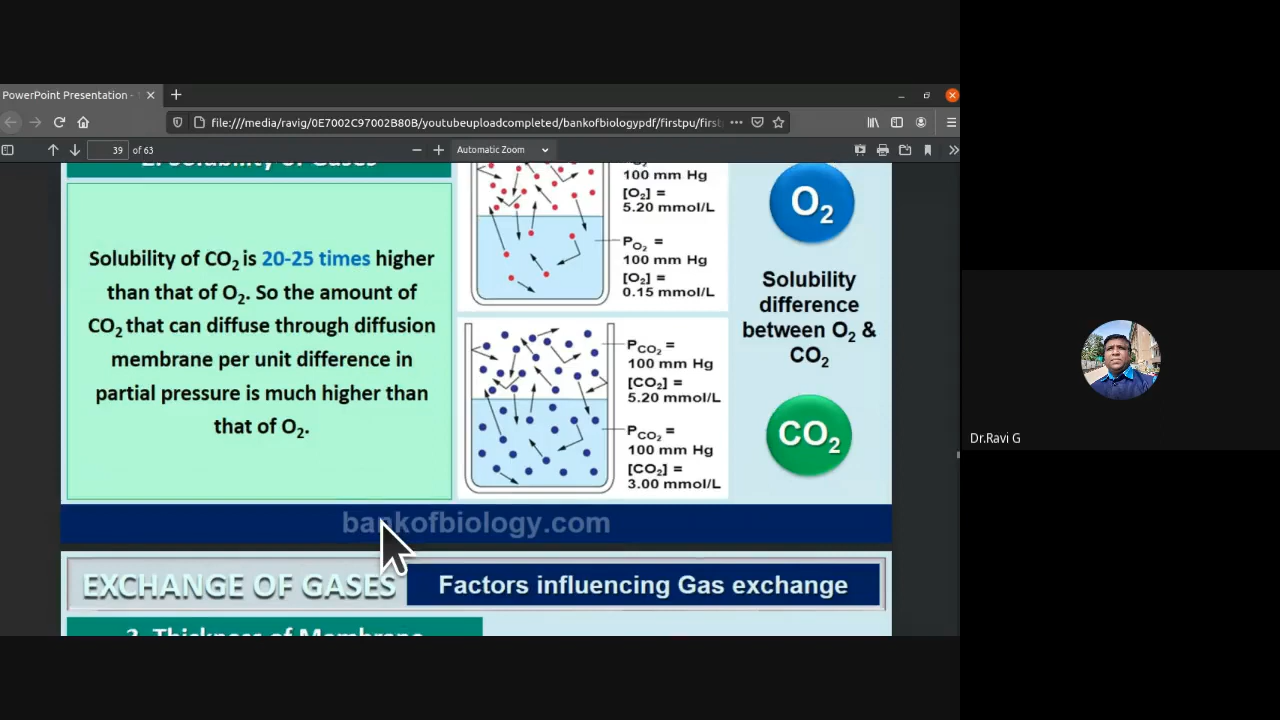 PowerPoint Presentation -
file:///media/ravig/0E7002C97002B80B/youtubeuploadcompleted/bankofbiologypdf/firstpu/first
39 of 63
Automatic Zoom
2. Solubility of Gases
Solubility of CO₂ is 20-25 times higher
than that of O₂. So the amount of
CO₂ that can diffuse through diffusion
membrane per unit difference in
partial pressure is much higher than
that of O₂.
100 mm Hg
[O₂] =
5.20 mmol/L
P O₂ =
100 mm Hg
[O₂] =
0.15 mmol/L
P CO₂ =
100 mm Hg
[CO₂] =
5.20 mmol/L
P CO₂ =
100 mm Hg
[CO₂] =
3.00 mmol/L
O₂
Solubility
difference
between O₂ &
CO₂
CO₂
bankofbiology.com
EXCHANGE OF GASES
Factors influencing Gas exchange
3. Thickness of Membrane
Dr.Ravi G